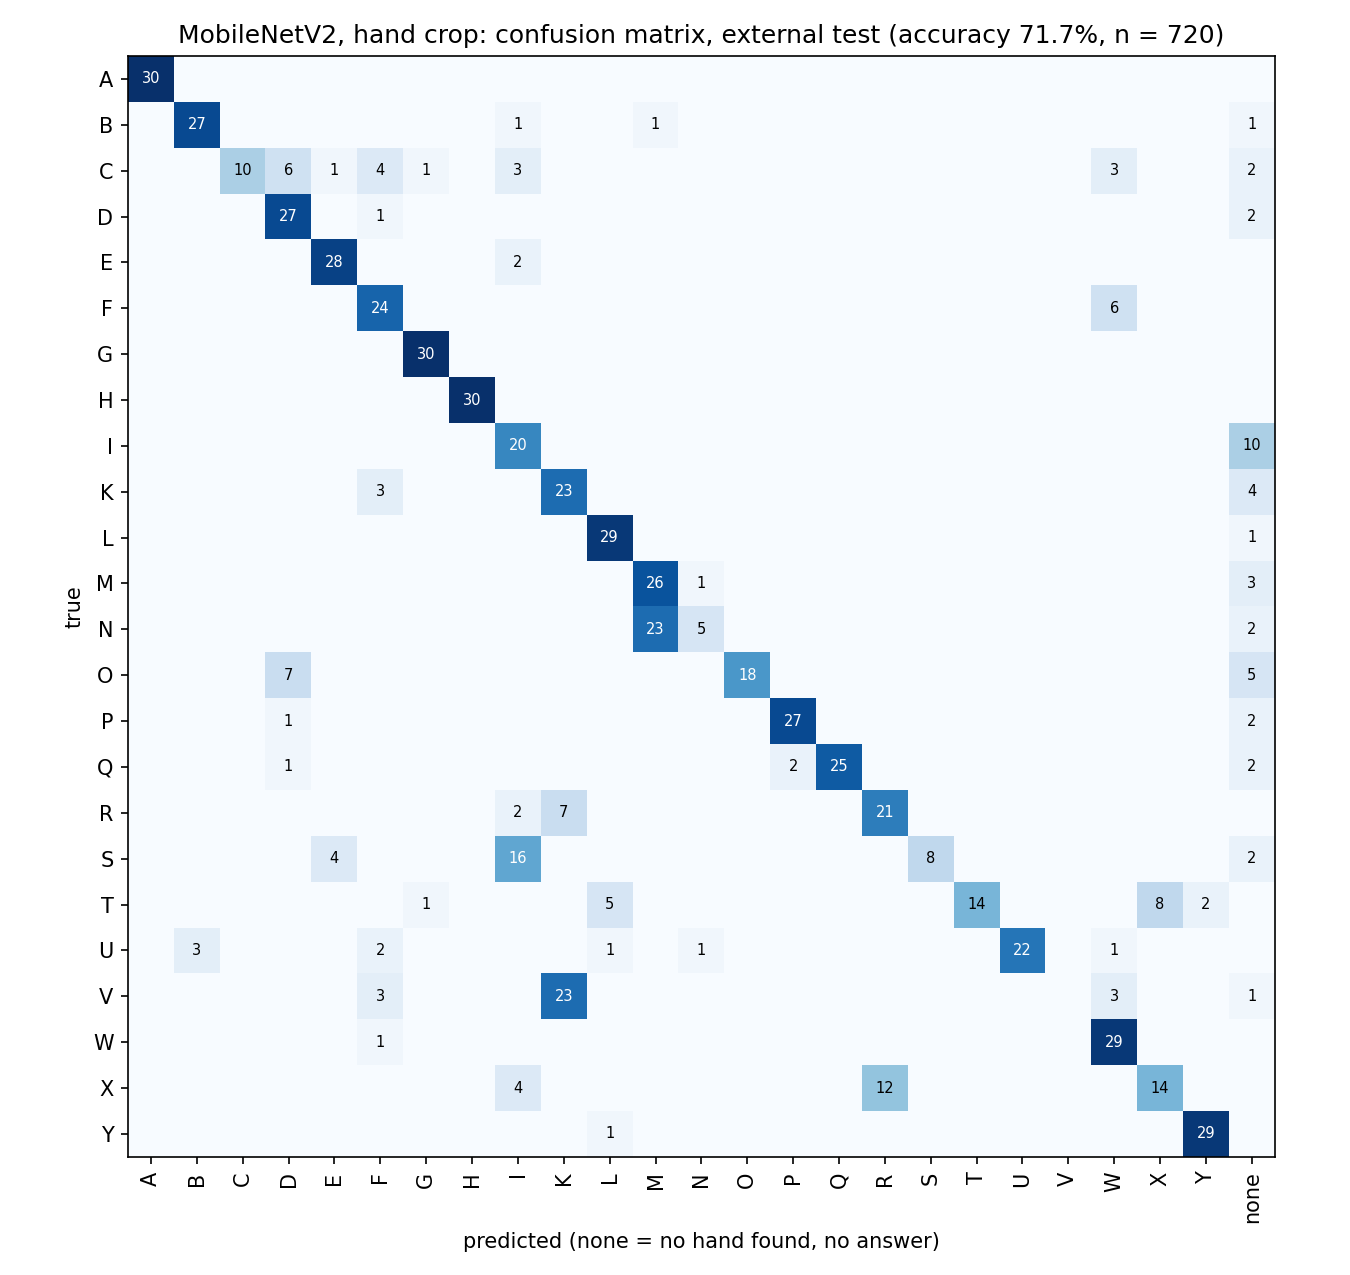 MobileNetV2, hand crop: confusion matrix, external test (accuracy 71.7%, n = 720)
true
A 30
B 27 1 1 1
C 10 6 1 4 1 3 3 2
D 27 1 2
E 28 2
F 24 6
G 30
H 30
I 20 10
K 3 23 4
L 29 1
M 26 1 3
N 23 5 2
O 7 18 5
P 1 27 2
Q 1 2 25 2
R 2 7 21
S 4 16 8 2
T 1 5 14 8 2
U 3 2 1 1 22 1
V 3 23 3 1
W 1 29
X 4 12 14
Y 1 29
A B C D E F G H I K L M N O P Q R S T U V W X Y none
predicted (none = no hand found, no answer)